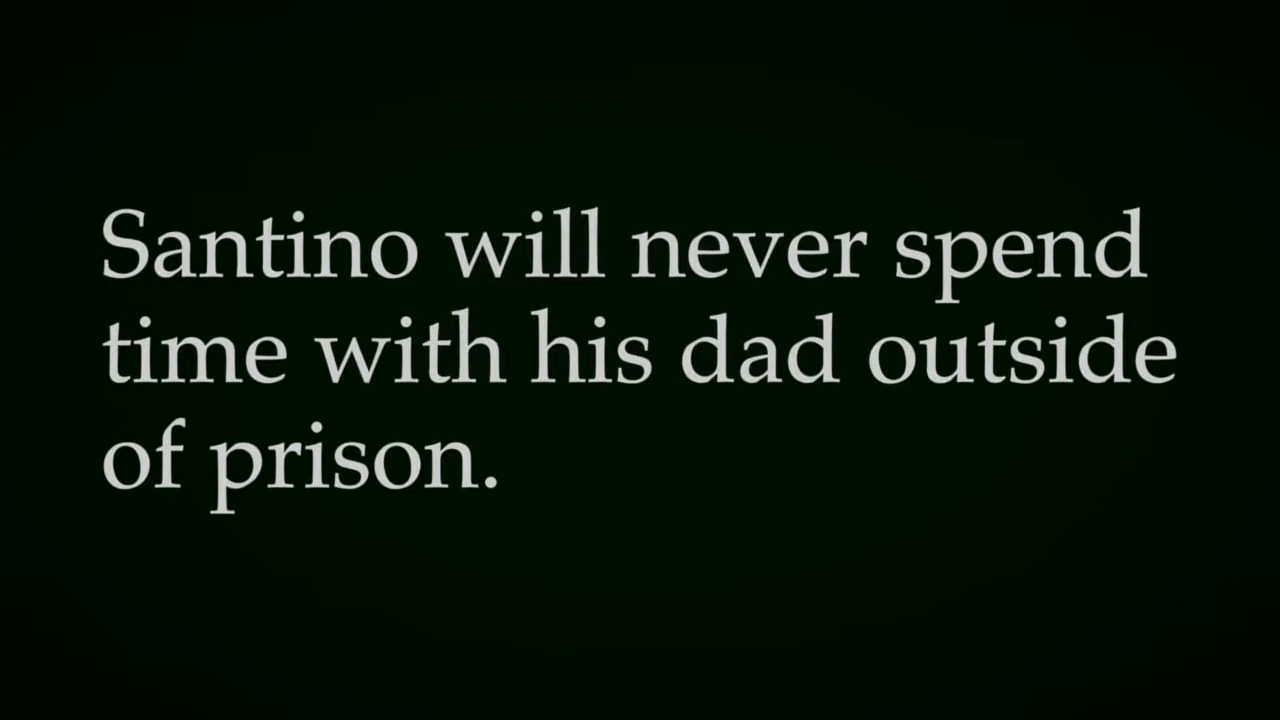 Santino will never spend
time with his dad outside
of prison.